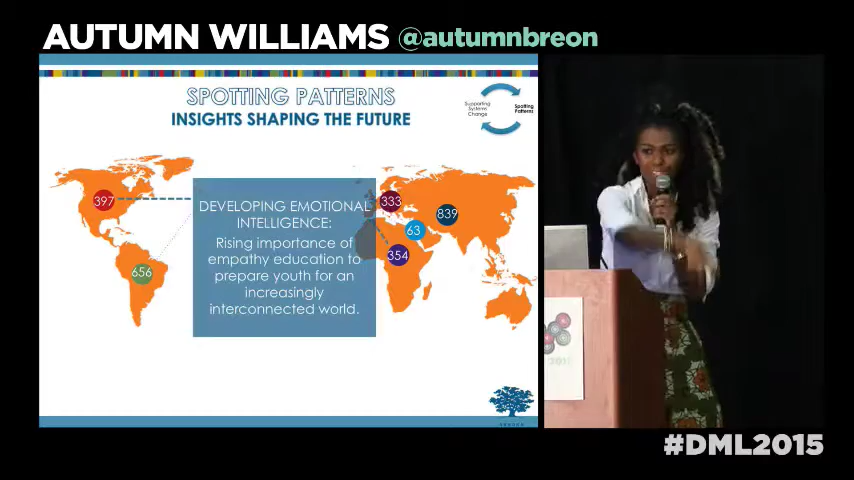 AUTUMN WILLIAMS @autumnbreon
SPOTTING PATTERNS
INSIGHTS SHAPING THE FUTURE
Supporting
Systems
Change
Spotting
Patterns
397
DEVELOPING EMOTIONAL
INTELLIGENCE:
Rising importance of
empathy education to
prepare youth for an
increasingly
interconnected world.
333
839
63
354
656
#DML2015